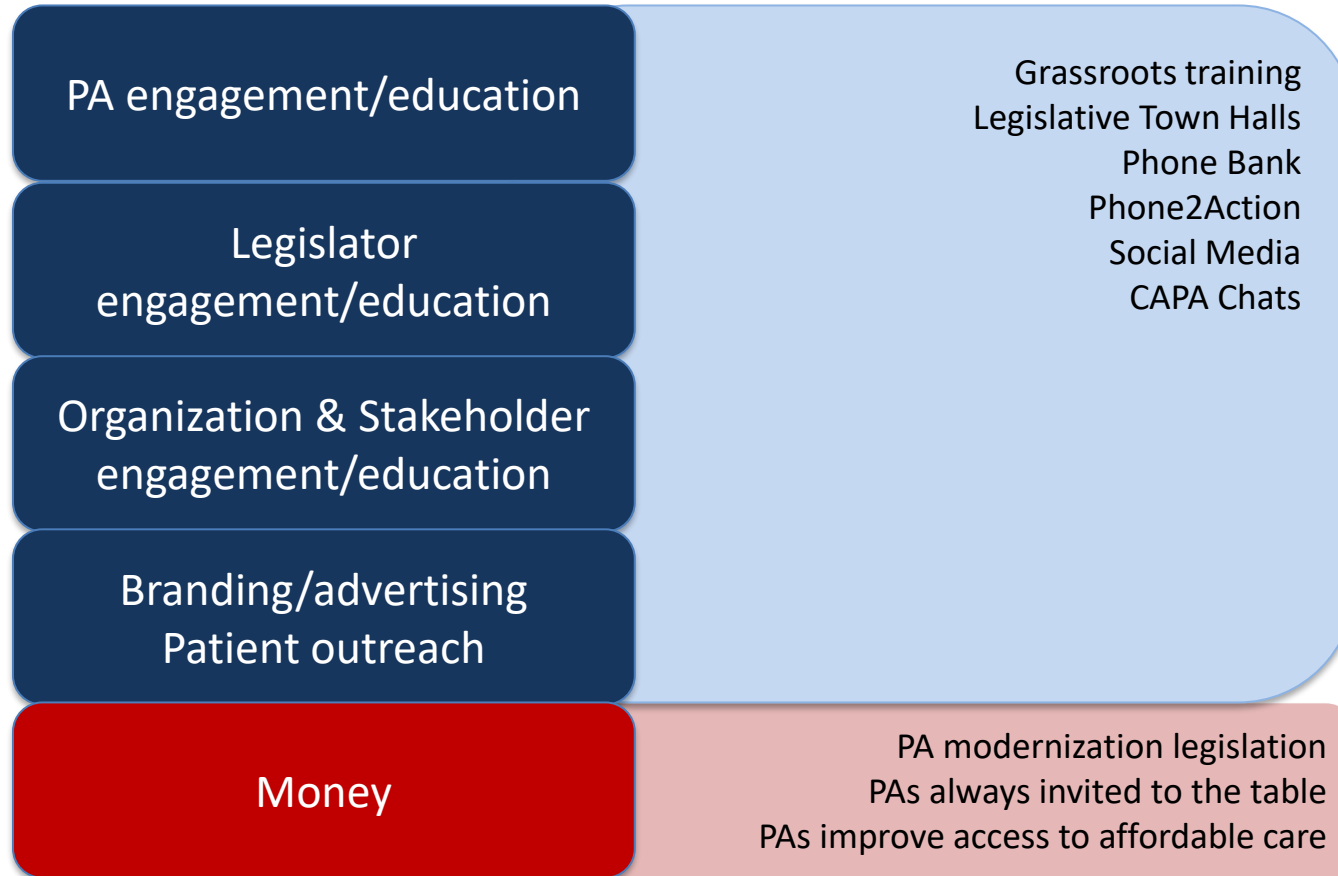 PA engagement/education
Legislator
engagement/education
Organization & Stakeholder
engagement/education
Branding/advertising
Patient outreach
Grassroots training
Legislative Town Halls
Phone Bank
Phone2Action
Social Media
CAPA Chats
Money
PA modernization legislation
PAs always invited to the table
PAs improve access to affordable care